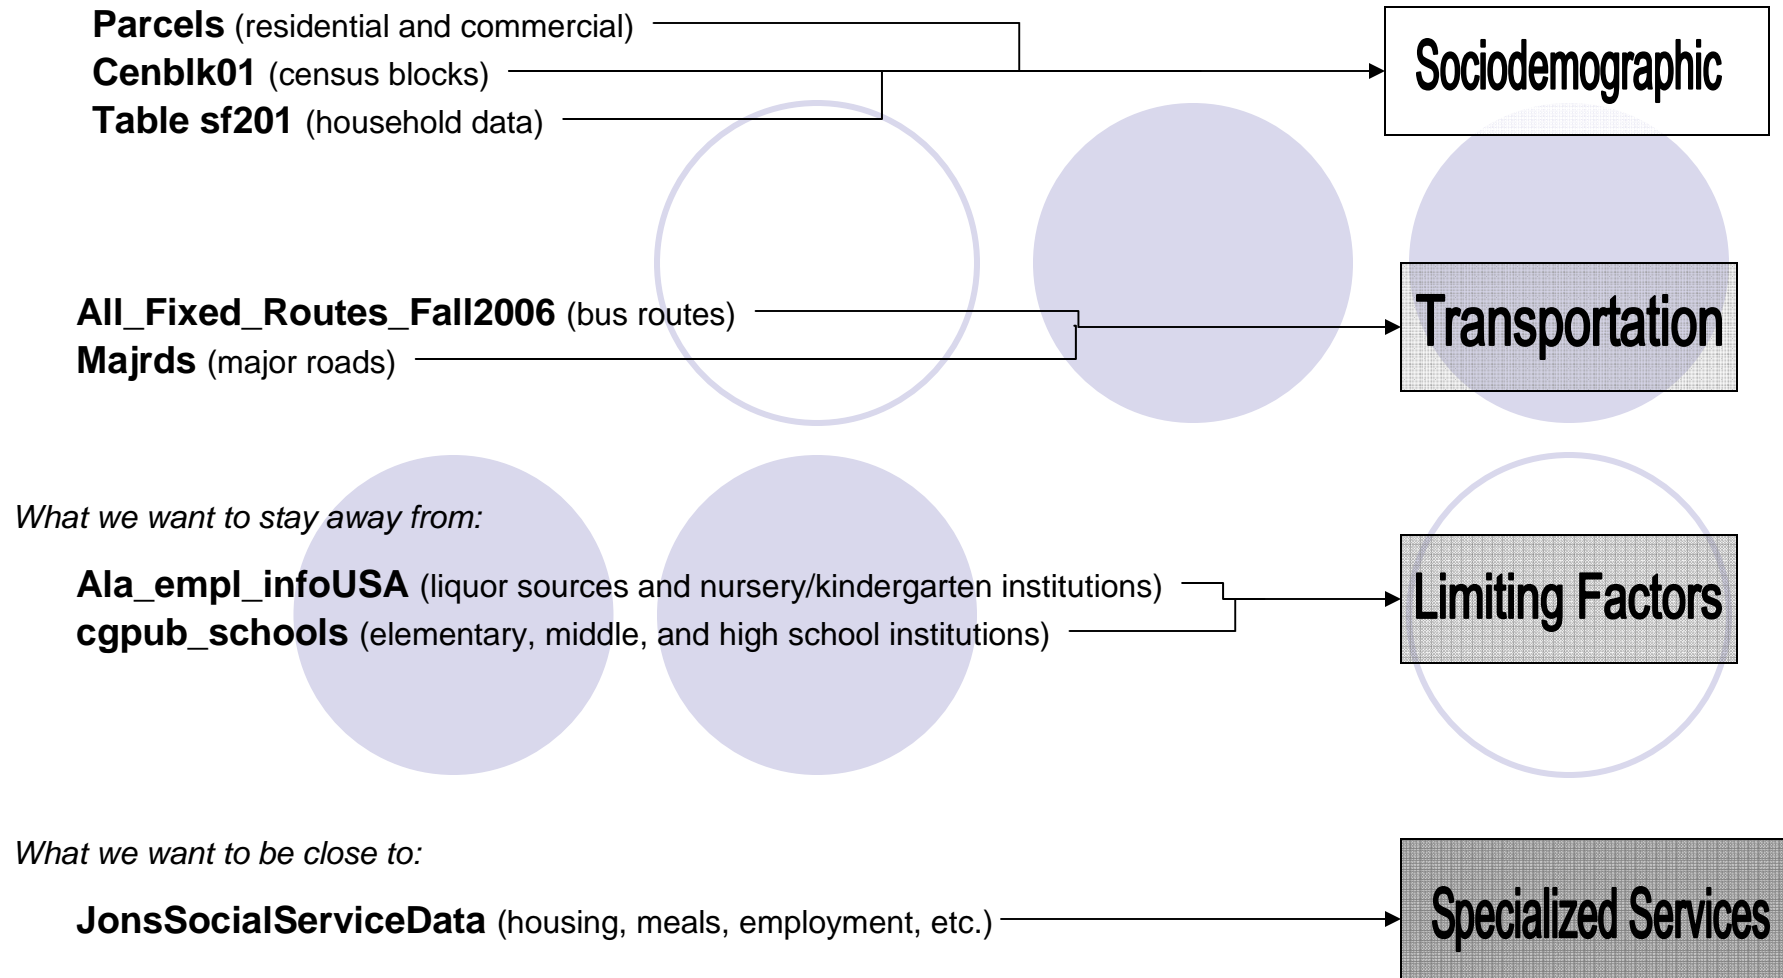 Parcels (residential and commercial)
Cenblk01 (census blocks)
Table sf201 (household data)
Sociodemographic
All_Fixed_Routes_Fall2006 (bus routes)
Majrds (major roads)
Transportation
What we want to stay away from:
Ala_empl_infoUSA (liquor sources and nursery/kindergarten institutions)
cgpub_schools (elementary, middle, and high school institutions)
Limiting Factors
What we want to be close to:
JonsSocialServiceData (housing, meals, employment, etc.)
Specialized Services